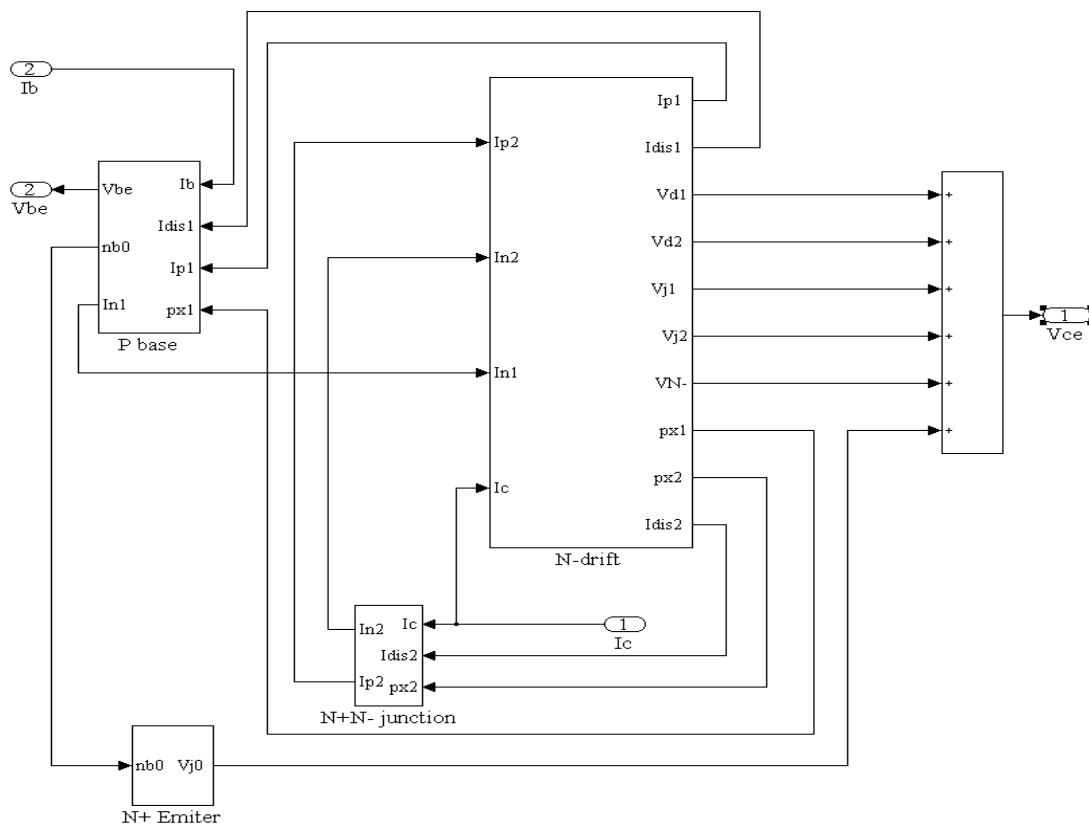 2
Ib
2
Vbe
Vbe
nb0
In1
Ib
Idis1
Ip1
px1
P base
Ip2
In2
In1
Ic
Ip1
Idis1
Vd1
Vd2
Vj1
Vj2
VN-
px1
px2
Idis2
N-drift
+
+
+
+
+
+
1
Vce
In2
Ip2
Ic
Idis2
px2
N+N- junction
1
Ic
nb0
Vj0
N+ Emiter